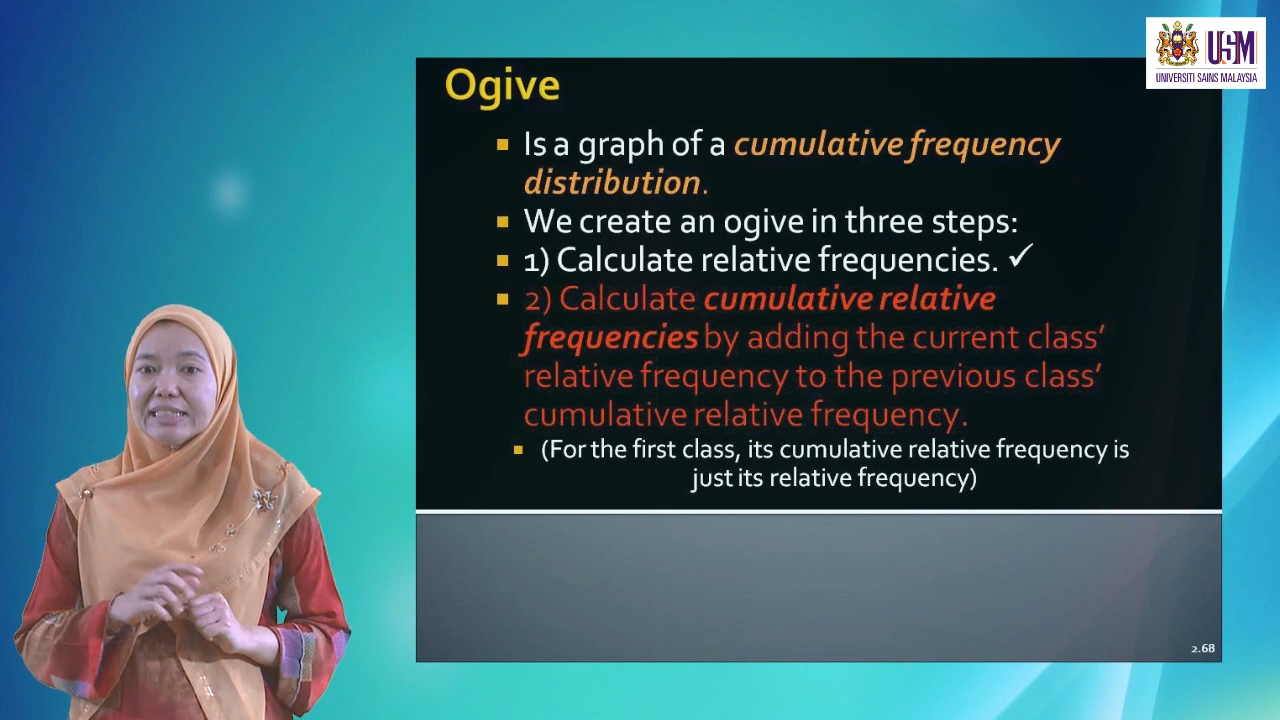 USM
UNIVERSITI SAINS MALAYSIA
Ogive
Is a graph of a cumulative frequency
distribution.
We create an ogive in three steps:
1) Calculate relative frequencies. ✓
2) Calculate cumulative relative
frequencies by adding the current class’
relative frequency to the previous class’
cumulative relative frequency.
(For the first class, its cumulative relative frequency is
just its relative frequency)
2.68